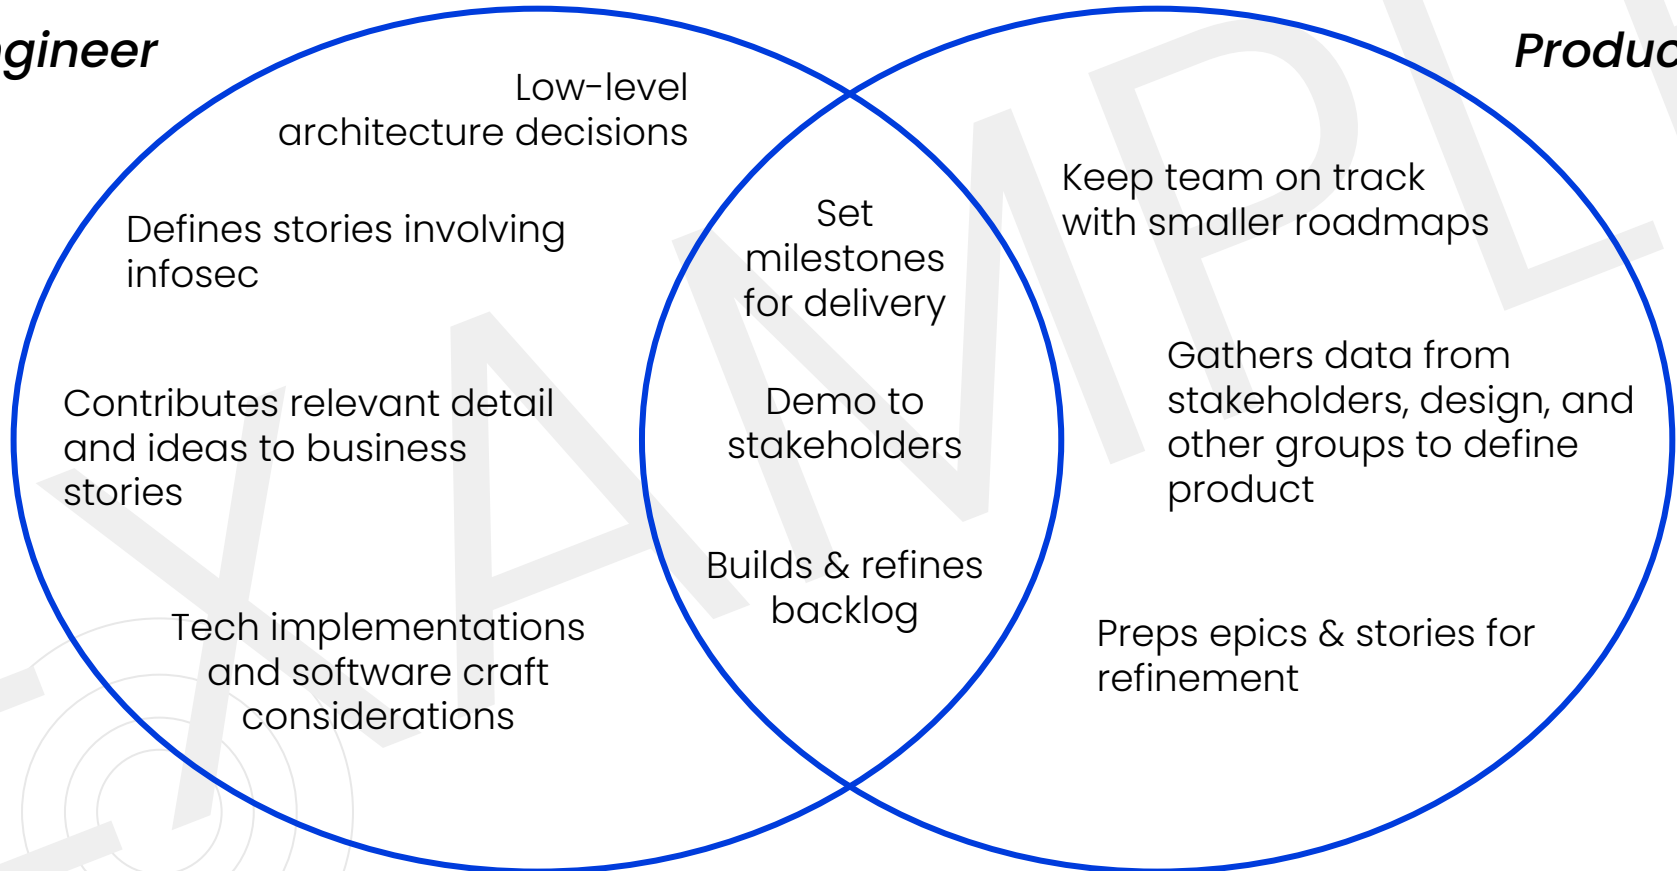 ngineer
Produc
Low-level
architecture decisions
Defines stories involving
infosec
Contributes relevant detail
and ideas to business
stories
Tech implementations
and software craft
considerations
Set
milestones
for delivery
Demo to
stakeholders
Builds & refines
backlog
Keep team on track
with smaller roadmaps
Gathers data from
stakeholders, design, and
other groups to define
product
Preps epics & stories for
refinement
EXAMPL